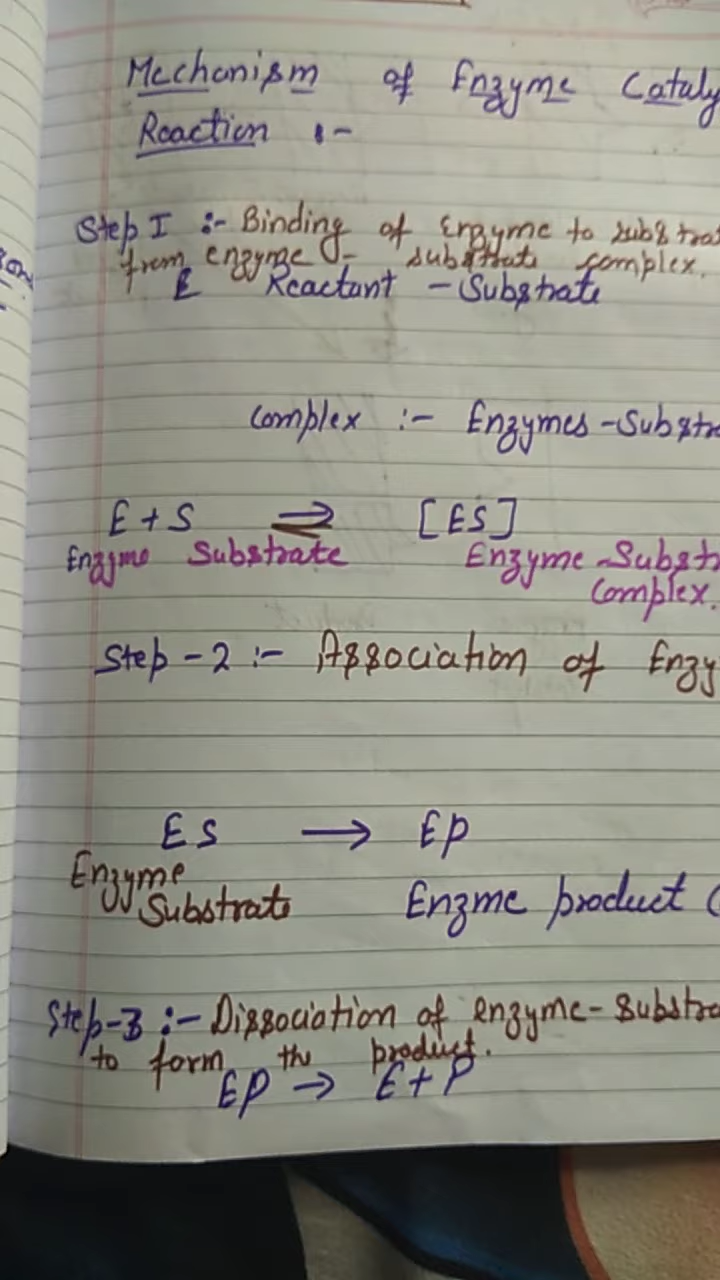 Mechanism of Enzyme Cataly
Reaction :-
Step I :- Binding of Enzyme to substrat
from enzyme - substrate complex.
E Reactant - Substrate
Complex :- Enzymes - Substra
E + S ⇌ [ES]
Enzyme Substrate Enzyme - Substr
Complex.
Step - 2 :- Association of Enzy
ES → EP
Enzyme
Substrate Enzme product
Step-3 :- Dissociation of enzyme - Substra
to form the product.
EP → E + P